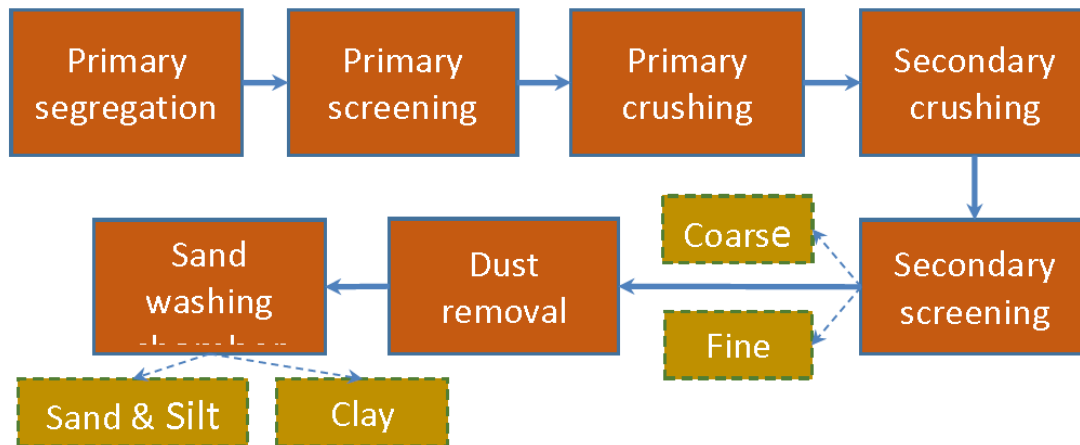 Primary
segregation
Primary
screening
Primary
crushing
Secondary
crushing
Secondary
screening
Coarse
Fine
Dust
removal
Sand
washing
Sand & Silt
Clay